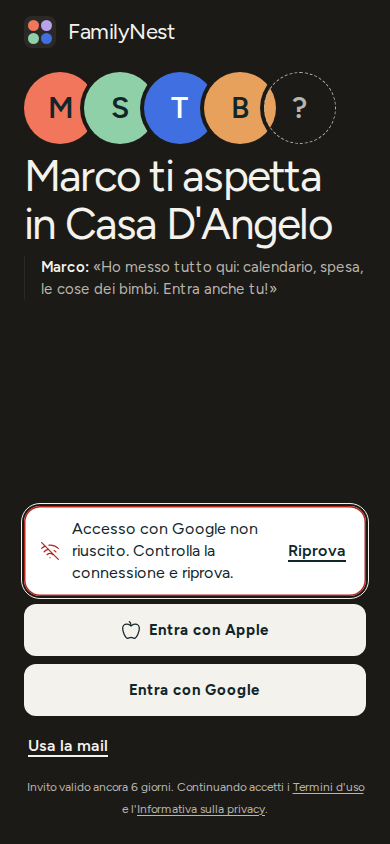 FamilyNest
M S T B ?
Marco ti aspetta
in Casa D'Angelo
Marco: «Ho messo tutto qui: calendario, spesa,
le cose dei bimbi. Entra anche tu!»
Accesso con Google non
riuscito. Controlla la
connessione e riprova.
Riprova
Entra con Apple
Entra con Google
Usa la mail
Invito valido ancora 6 giorni. Continuando accetti i Termini d'uso
e l'Informativa sulla privacy.